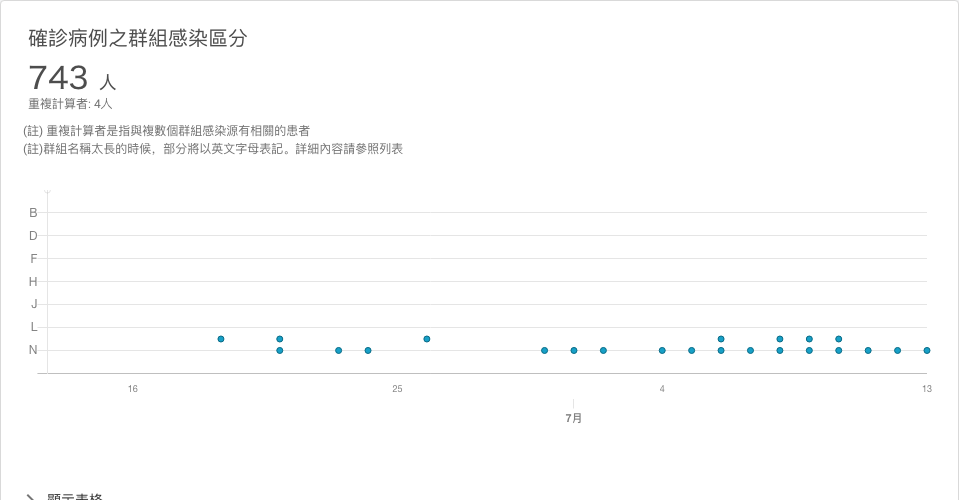 確診病例之群組感染區分
743 人
重複計算者: 4人
(註) 重複計算者是指與複數個群組感染源有相關的患者
(註)群組名稱太長的時候，部分將以英文字母表記。詳細內容請參照列表
B
D
F
H
J
L
N
16 25 4 13
7月
顯示表格